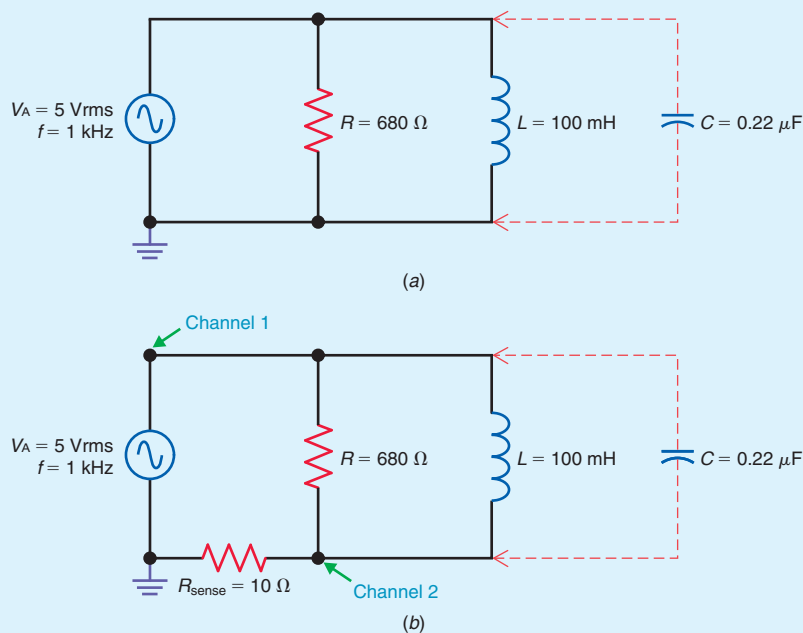 VA = 5 Vrms
f = 1 kHz
R = 680 Ω
L = 100 mH
C = 0.22 μF
(a)
Channel 1
VA = 5 Vrms
f = 1 kHz
R = 680 Ω
L = 100 mH
C = 0.22 μF
Rsense = 10 Ω
Channel 2
(b)